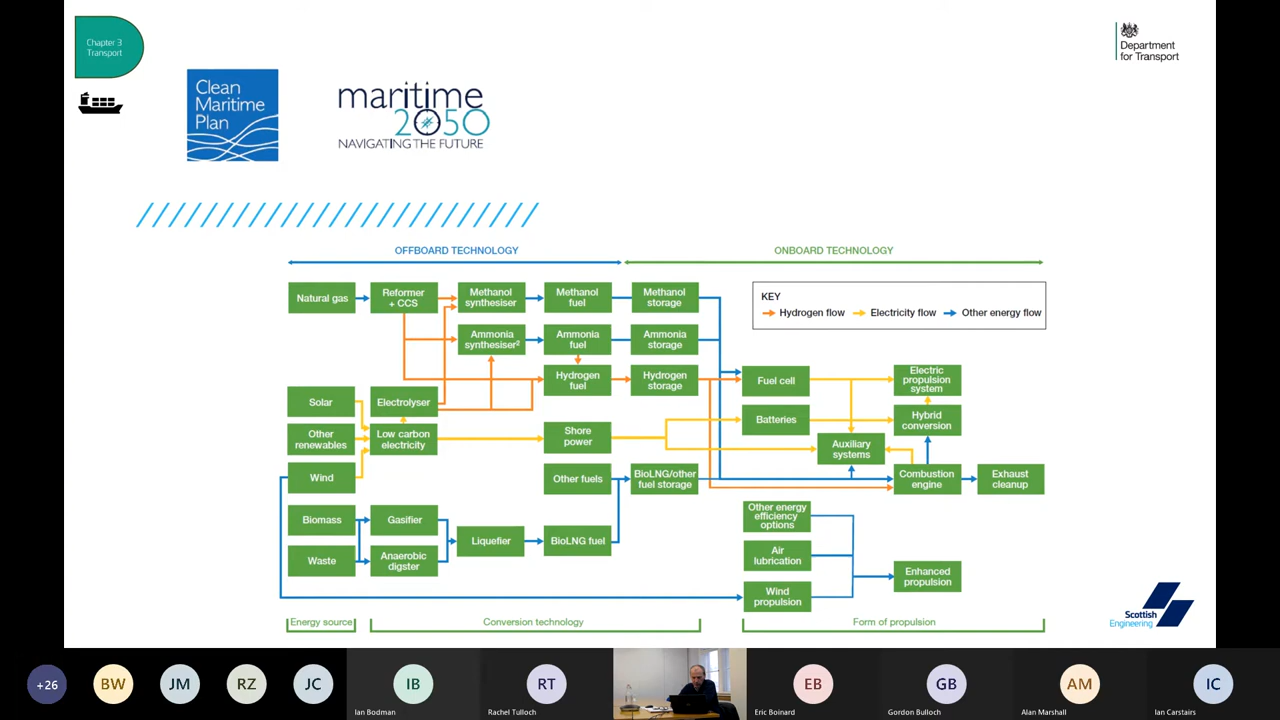 Chapter 3
Transport
Department
for Transport
Clean
Maritime
Plan
maritime
2050
NAVIGATING THE FUTURE
OFFBOARD TECHNOLOGY
ONBOARD TECHNOLOGY
Natural gas
Reformer
+ CCS
Methanol
synthesiser
Methanol
fuel
Methanol
storage
KEY
Hydrogen flow
Electricity flow
Other energy flow
Ammonia
synthesiser²
Ammonia
fuel
Ammonia
storage
Hydrogen
fuel
Hydrogen
storage
Fuel cell
Electric
propulsion
system
Solar
Electrolyser
Batteries
Hybrid
conversion
Other
renewables
Low carbon
electricity
Shore
power
Auxiliary
systems
Wind
Other fuels
BioLNG/other
fuel storage
Combustion
engine
Exhaust
cleanup
Biomass
Gasifier
Other energy
efficiency
options
Liquefier
BioLNG fuel
Waste
Anaerobic
digster
Air
lubrication
Enhanced
propulsion
Wind
propulsion
Energy source
Conversion technology
Form of propulsion
Scottish
Engineering
+26
BW
JM
RZ
JC
IB
Ian Bodman
RT
Rachel Tulloch
EB
Eric Boinard
GB
Gordon Bulloch
AM
Alan Marshall
IC
Ian Carstairs